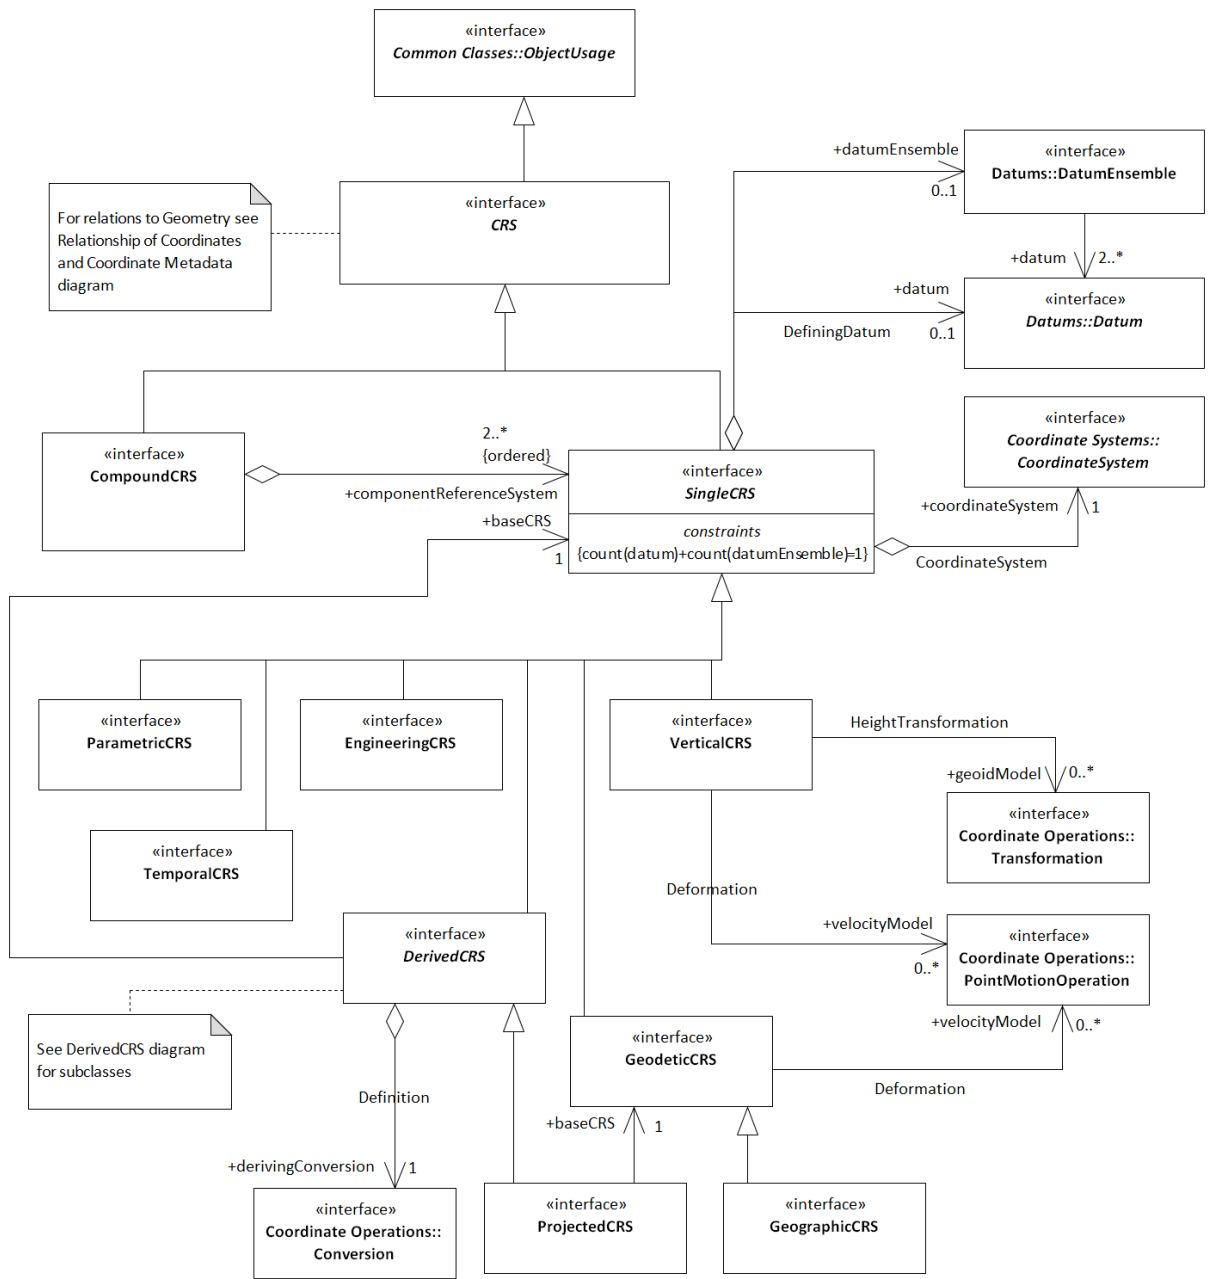 «interface»
Common Classes::ObjectUsage
«interface»
CRS
For relations to Geometry see
Relationship of Coordinates
and Coordinate Metadata
diagram
+datumEnsemble
0..1
«interface»
Datums::DatumEnsemble
+datum
2..*
+datum
DefiningDatum
0..1
«interface»
Datums::Datum
«interface»
Coordinate Systems::
CoordinateSystem
«interface»
CompoundCRS
2..*
{ordered}
+componentReferenceSystem
+baseCRS
1
«interface»
SingleCRS
constraints
{count(datum)+count(datumEnsemble)=1}
+coordinateSystem
1
CoordinateSystem
«interface»
ParametricCRS
«interface»
EngineeringCRS
«interface»
VerticalCRS
HeightTransformation
+geoidModel
0..*
«interface»
Coordinate Operations::
Transformation
«interface»
TemporalCRS
Deformation
+velocityModel
0..*
«interface»
Coordinate Operations::
PointMotionOperation
«interface»
DerivedCRS
See DerivedCRS diagram
for subclasses
+velocityModel
0..*
«interface»
GeodeticCRS
Deformation
Definition
+baseCRS
1
+derivingConversion
1
«interface»
Coordinate Operations::
Conversion
«interface»
ProjectedCRS
«interface»
GeographicCRS